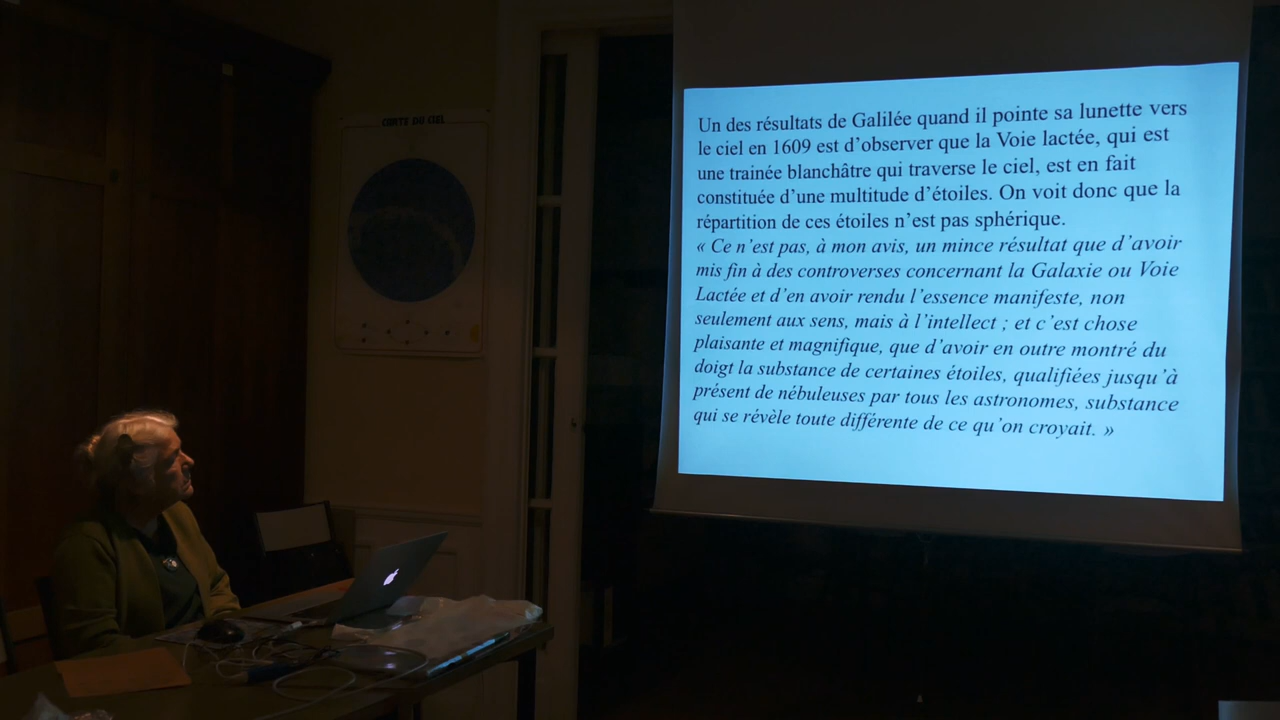 CARTE DU CIEL
Un des résultats de Galilée quand il pointe sa lunette vers
le ciel en 1609 est d’observer que la Voie lactée, qui est
une trainée blanchâtre qui traverse le ciel, est en fait
constituée d’une multitude d’étoiles. On voit donc que la
répartition de ces étoiles n’est pas sphérique.
« Ce n’est pas, à mon avis, un mince résultat que d’avoir
mis fin à des controverses concernant la Galaxie ou Voie
Lactée et d’en avoir rendu l’essence manifeste, non
seulement aux sens, mais à l’intellect ; et c’est chose
plaisante et magnifique, que d’avoir en outre montré du
doigt la substance de certaines étoiles, qualifiées jusqu’à
présent de nébuleuses par tous les astronomes, substance
qui se révèle toute différente de ce qu’on croyait. »